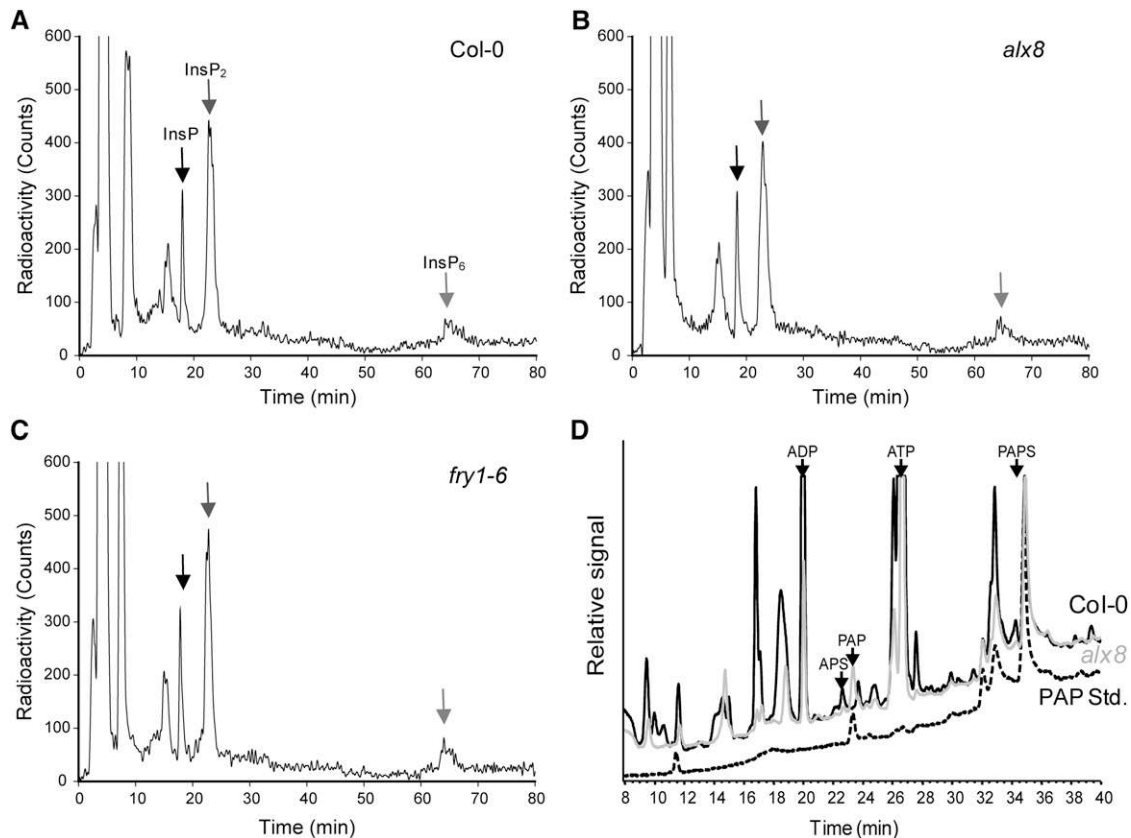 A
Col-0
Radioactivity (Counts)
600
500
400
300
200
100
0
InsP
InsP₂
InsP₆
0 10 20 30 40 50 60 70 80
Time (min)
B
alx8
Radioactivity (Counts)
600
500
400
300
200
100
0
0 10 20 30 40 50 60 70 80
Time (min)
C
fry1-6
Radioactivity (Counts)
600
500
400
300
200
100
0
0 10 20 30 40 50 60 70 80
Time (min)
D
Relative signal
ADP
ATP
PAPS
APS
PAP
Col-0
alx8
PAP Std.
8 10 12 14 16 18 20 22 24 26 28 30 32 34 36 38 40
Time (min)